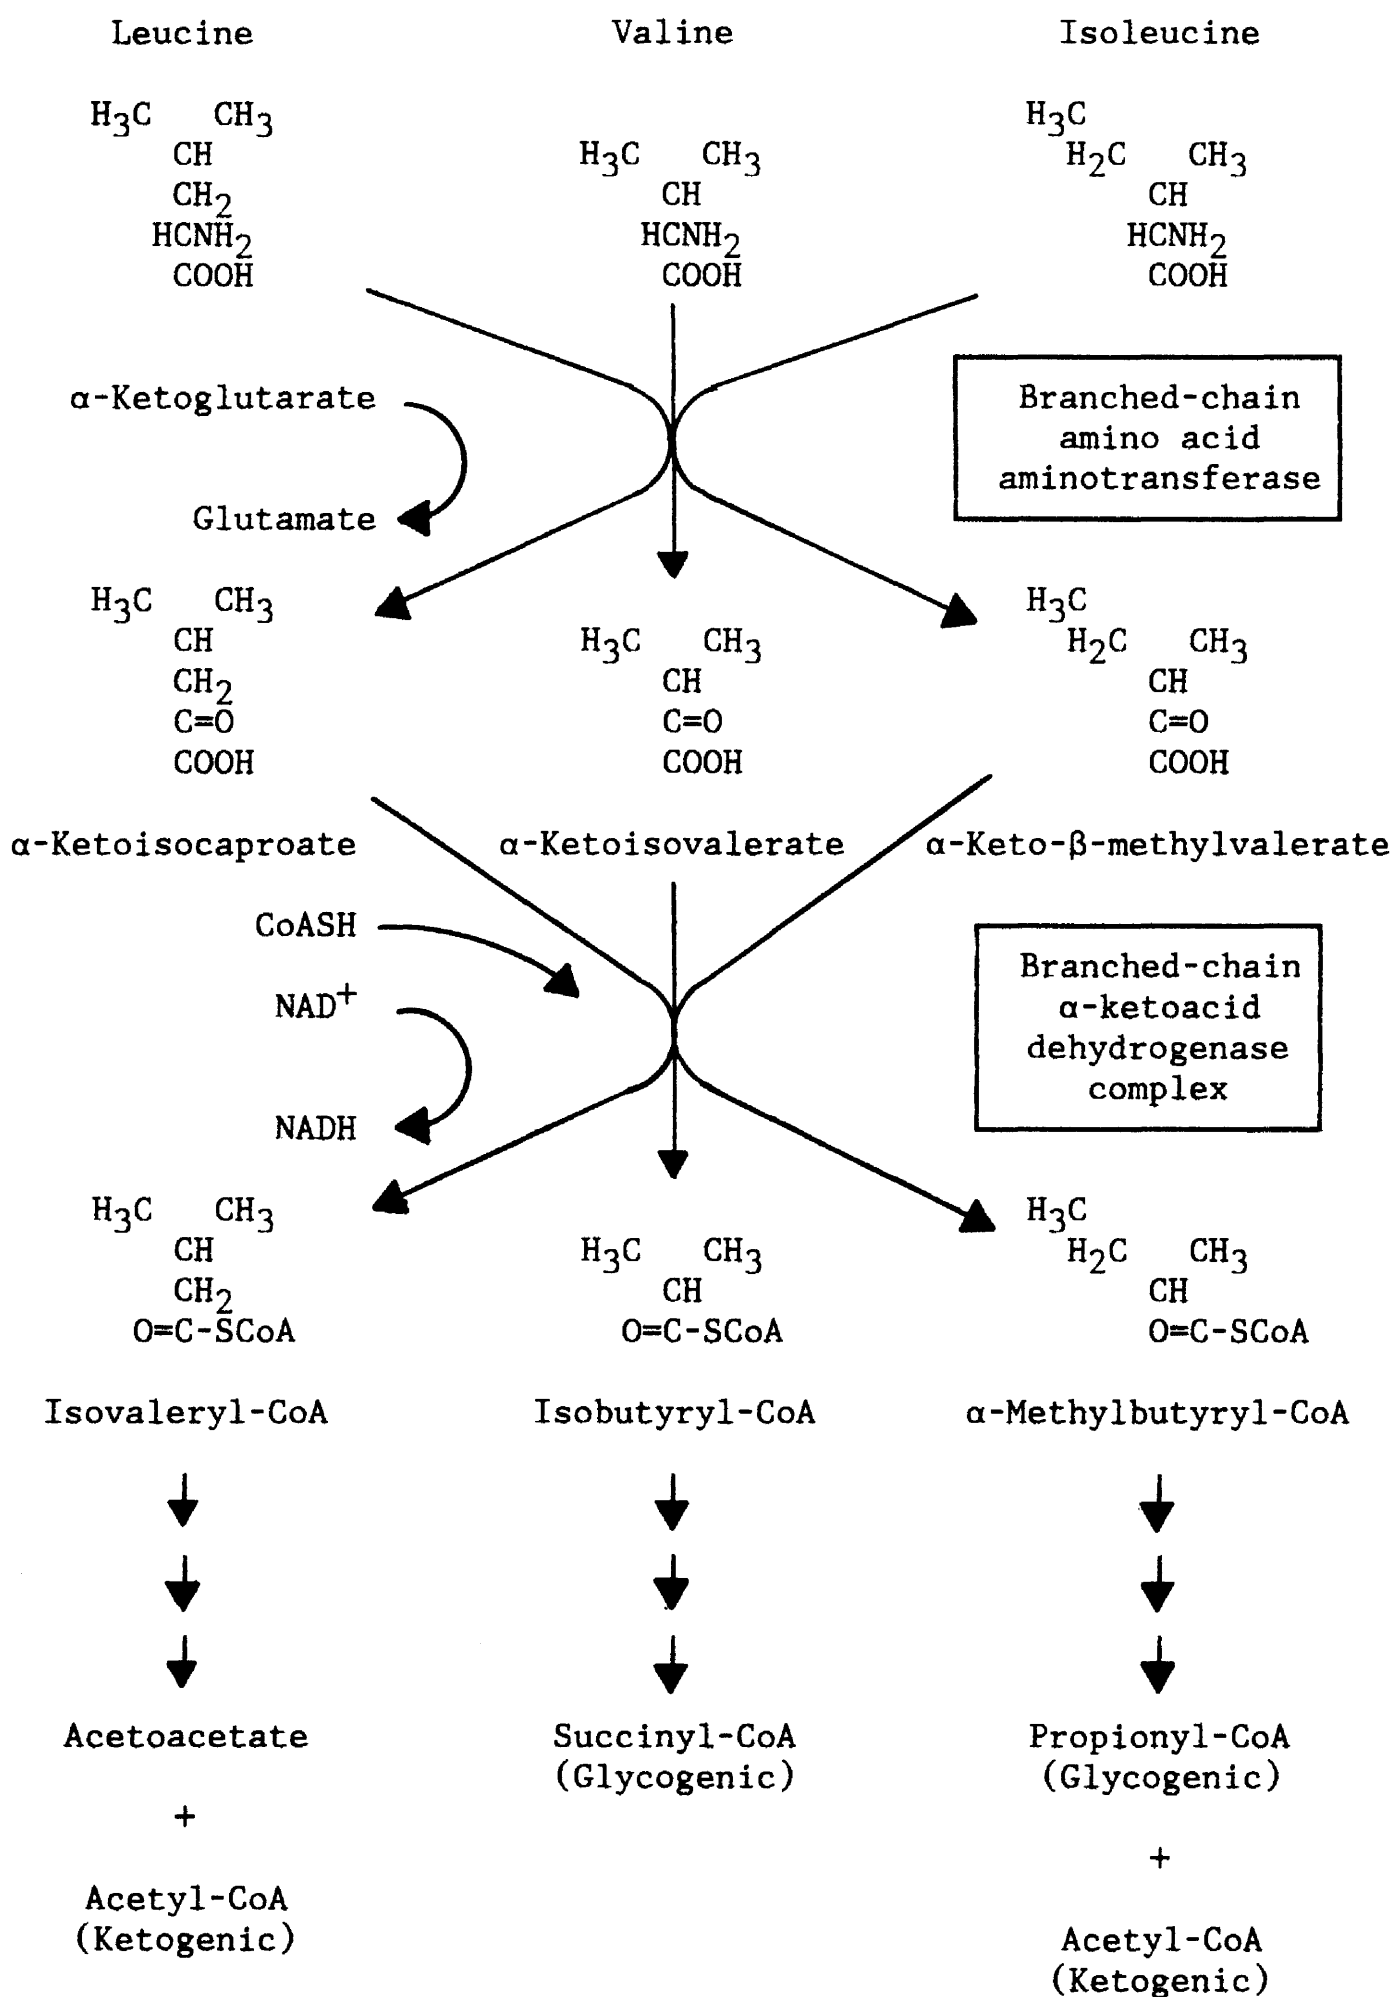 Leucine Valine Isoleucine
H3C CH3
CH
CH2
HCNH2
COOH
H3C CH3
CH
HCNH2
COOH
H3C
H2C CH3
CH
HCNH2
COOH
α-Ketoglutarate
Glutamate
Branched-chain
amino acid
aminotransferase
H3C CH3
CH
CH2
C=O
COOH
H3C CH3
CH
C=O
COOH
H3C
H2C CH3
CH
C=O
COOH
α-Ketoisocaproate α-Ketoisovalerate α-Keto-β-methylvalerate
CoASH
NAD+
NADH
Branched-chain
α-ketoacid
dehydrogenase
complex
H3C CH3
CH
CH2
O=C-SCoA
H3C CH3
CH
O=C-SCoA
H3C
H2C CH3
CH
O=C-SCoA
Isovaleryl-CoA Isobutyryl-CoA α-Methylbutyryl-CoA
Acetoacetate
+
Acetyl-CoA
(Ketogenic)
Succinyl-CoA
(Glycogenic)
Propionyl-CoA
(Glycogenic)
+
Acetyl-CoA
(Ketogenic)